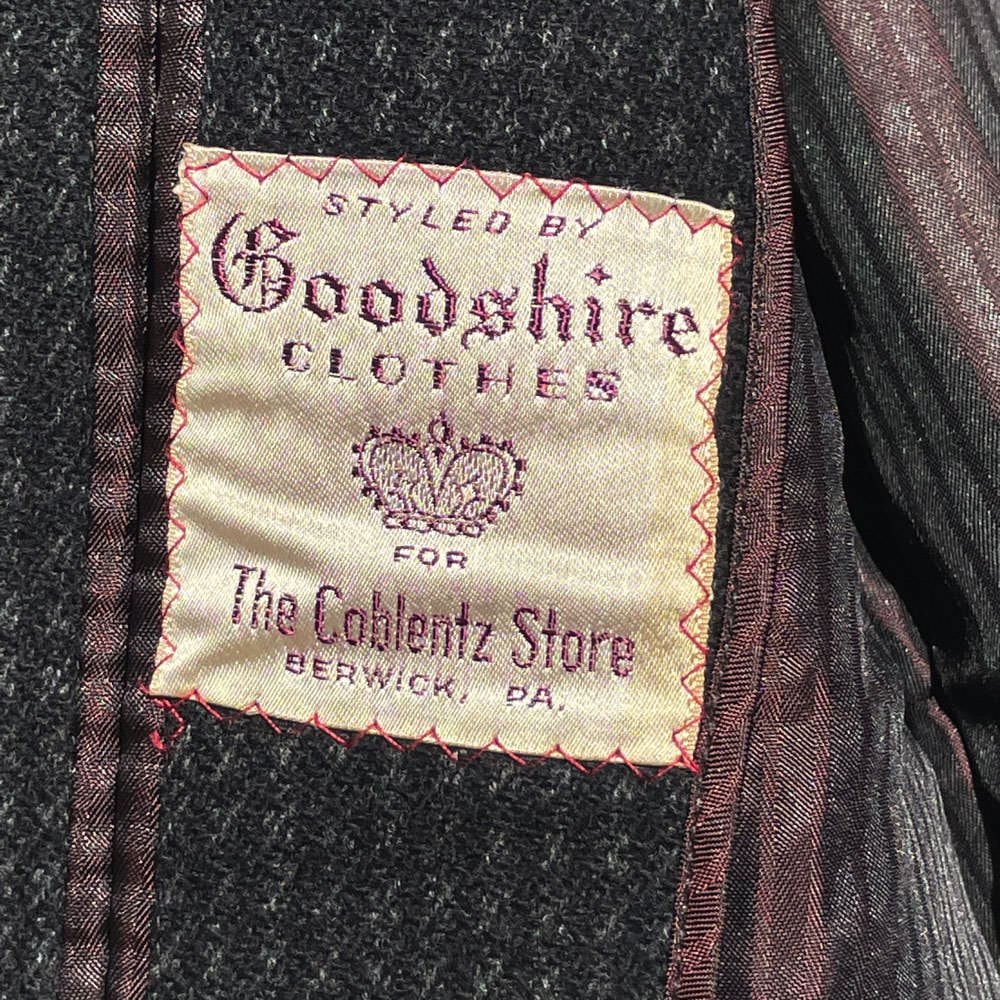 STYLED BY
Goodshire
CLOTHES
FOR
The Coblentz Store
BERWICK, PA.